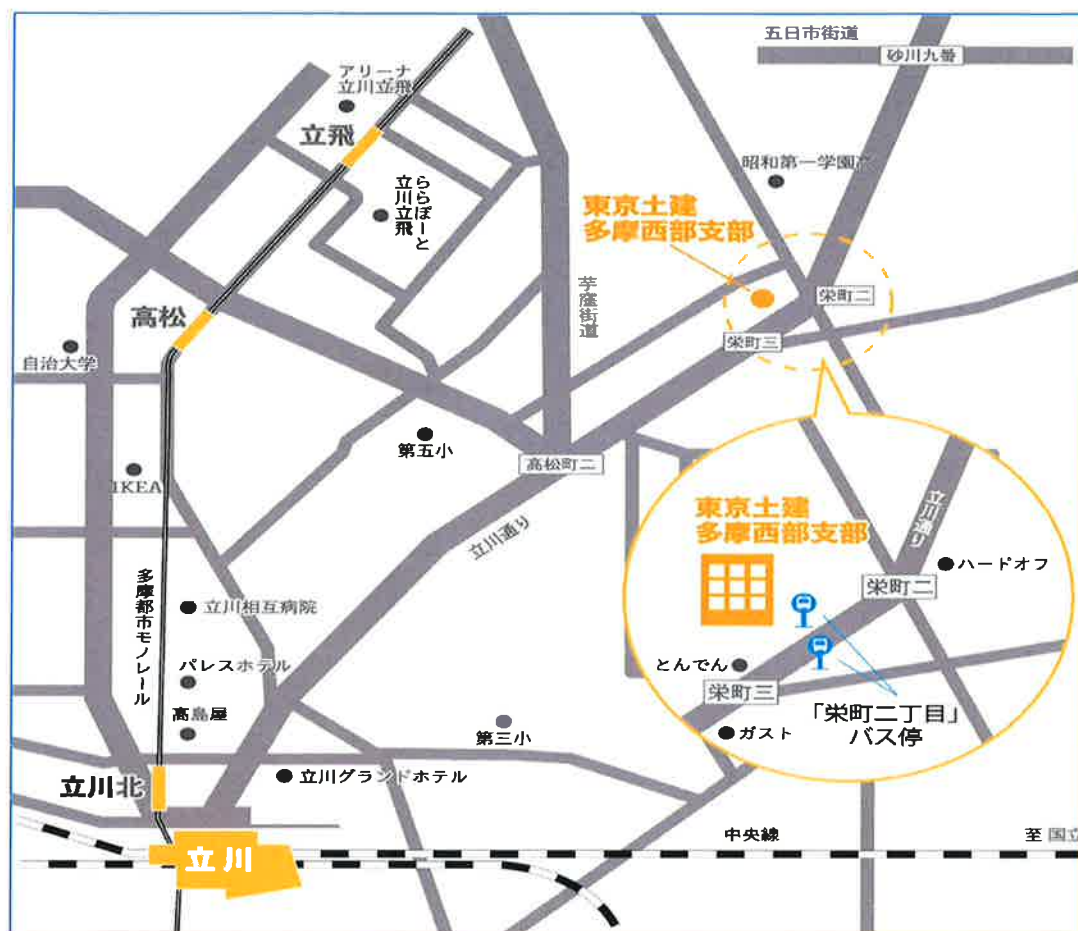 五日市街道
砂川九番
アリーナ
立川立飛
立飛
昭和第一学園高
ららぽーと
立川立飛
東京土建
多摩西部支部
芋窪街道
栄町二
高松
栄町三
自治大学
第五小
高松町二
IKEA
立川通り
東京土建
多摩西部支部
立川通り
ハードオフ
栄町二
多摩都市モノレール
立川相互病院
とんでん
パレスホテル
栄町三
「栄町二丁目」
バス停
高島屋
第三小
ガスト
立川北
立川グランドホテル
中央線
至 国立
立川